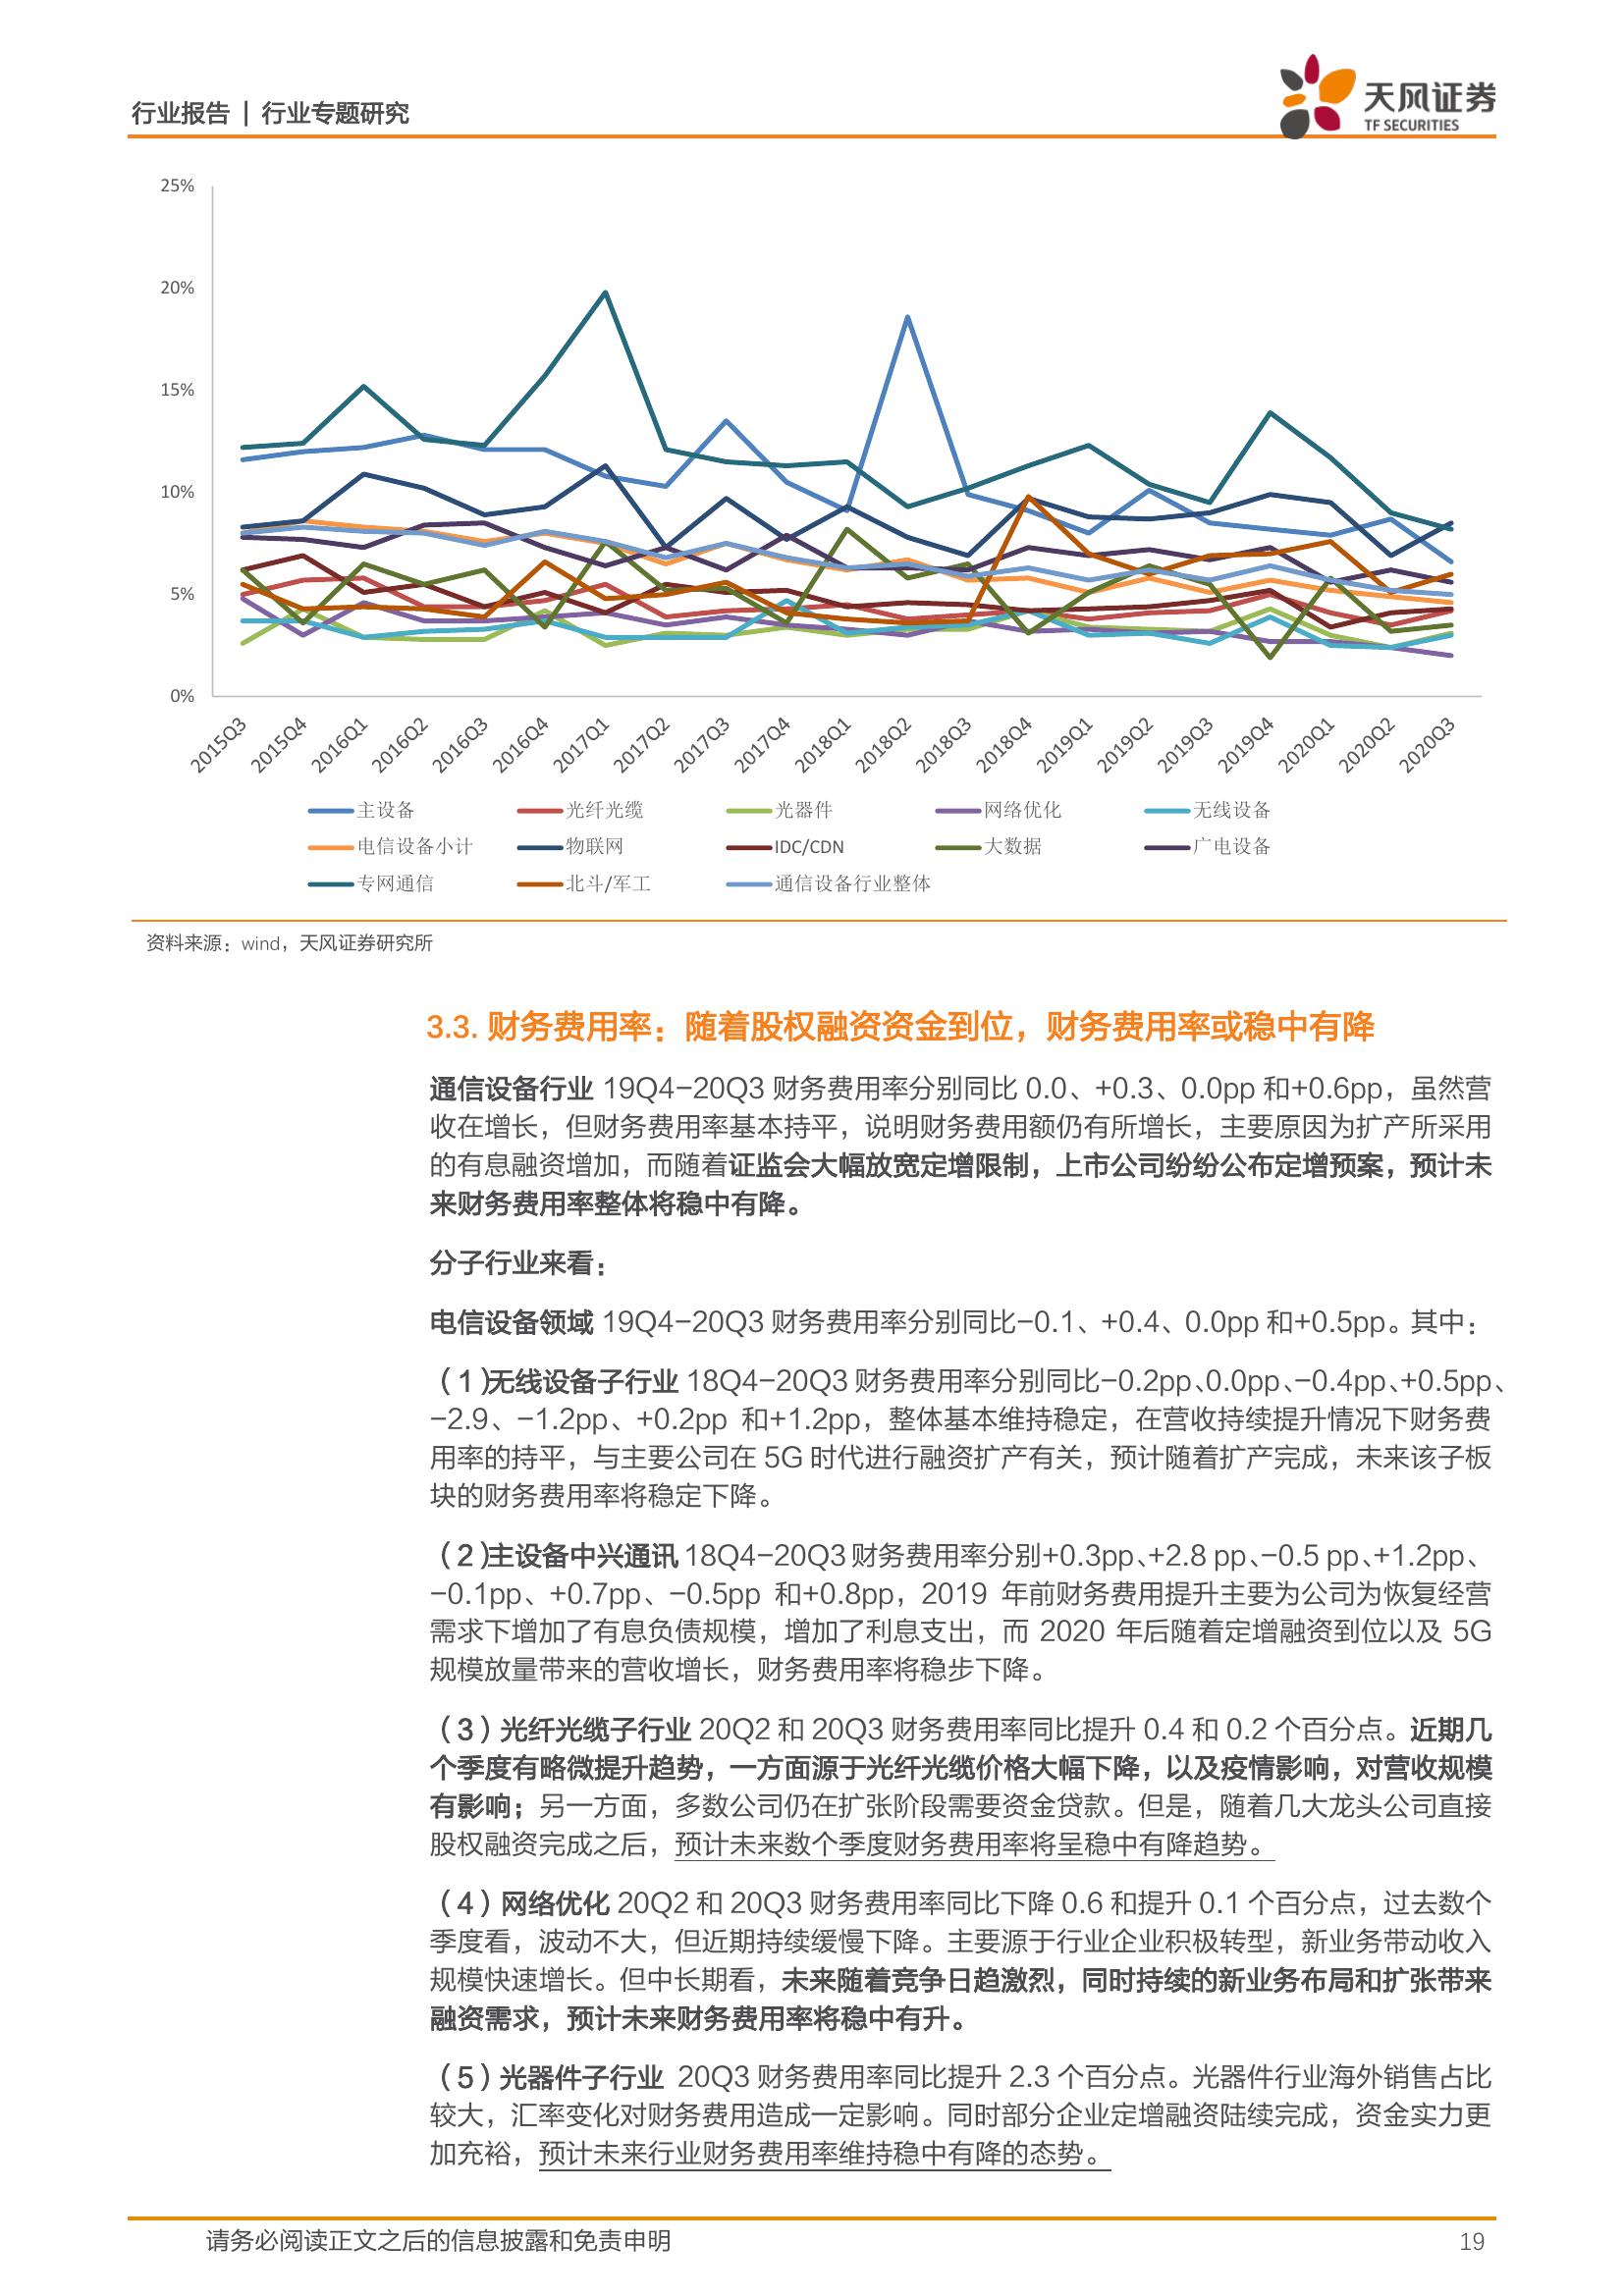 行业报告 | 行业专题研究
天风证券
TF SECURITIES
25%
20%
15%
10%
5%
0%
2015Q3
2015Q4
2016Q1
2016Q2
2016Q3
2016Q4
2017Q1
2017Q2
2017Q3
2017Q4
2018Q1
2018Q2
2018Q3
2018Q4
2019Q1
2019Q2
2019Q3
2019Q4
2020Q1
2020Q2
2020Q3
主设备 光纤光缆 光器件 网络优化 无线设备
电信设备小计 物联网 IDC/CDN 大数据 广电设备
专网通信 北斗/军工 通信设备行业整体
资料来源：wind，天风证券研究所
3.3. 财务费用率：随着股权融资资金到位，财务费用率或稳中有降
通信设备行业 19Q4-20Q3 财务费用率分别同比 0.0、+0.3、0.0pp 和+0.6pp，虽然营
收在增长，但财务费用率基本持平，说明财务费用额仍有所增长，主要原因为扩产所采用
的有息融资增加，而随着证监会大幅放宽定增限制，上市公司纷纷公布定增预案，预计未
来财务费用率整体将稳中有降。
分子行业来看：
电信设备领域 19Q4-20Q3 财务费用率分别同比-0.1、+0.4、0.0pp 和+0.5pp。其中：
（1）无线设备子行业 18Q4-20Q3 财务费用率分别同比-0.2pp、0.0pp、-0.4pp、+0.5pp、
-2.9、-1.2pp、+0.2pp 和+1.2pp，整体基本维持稳定，在营收持续提升情况下财务费
用率的持平，与主要公司在 5G 时代进行融资扩产有关，预计随着扩产完成，未来该子板
块的财务费用率将稳定下降。
（2）主设备中兴通讯 18Q4-20Q3 财务费用率分别+0.3pp、+2.8 pp、-0.5 pp、+1.2pp、
-0.1pp、+0.7pp、-0.5pp 和+0.8pp，2019 年前财务费用提升主要为公司为恢复经营
需求下增加了有息负债规模，增加了利息支出，而 2020 年后随着定增融资到位以及 5G
规模放量带来的营收增长，财务费用率将稳步下降。
（3）光纤光缆子行业 20Q2 和 20Q3 财务费用率同比提升 0.4 和 0.2 个百分点。近期几
个季度有略微提升趋势，一方面源于光纤光缆价格大幅下降，以及疫情影响，对营收规模
有影响；另一方面，多数公司仍在扩张阶段需要资金贷款。但是，随着几大龙头公司直接
股权融资完成之后，预计未来数个季度财务费用率将呈稳中有降趋势。
（4）网络优化 20Q2 和 20Q3 财务费用率同比下降 0.6 和提升 0.1 个百分点，过去数个
季度看，波动不大，但近期持续缓慢下降。主要源于行业企业积极转型，新业务带动收入
规模快速增长。但中长期看，未来随着竞争日趋激烈，同时持续的新业务布局和扩张带来
融资需求，预计未来财务费用率将稳中有升。
（5）光器件子行业 20Q3 财务费用率同比提升 2.3 个百分点。光器件行业海外销售占比
较大，汇率变化对财务费用造成一定影响。同时部分企业定增融资陆续完成，资金实力更
加充裕，预计未来行业财务费用率维持稳中有降的态势。
请务必阅读正文之后的信息披露和免责申明 19